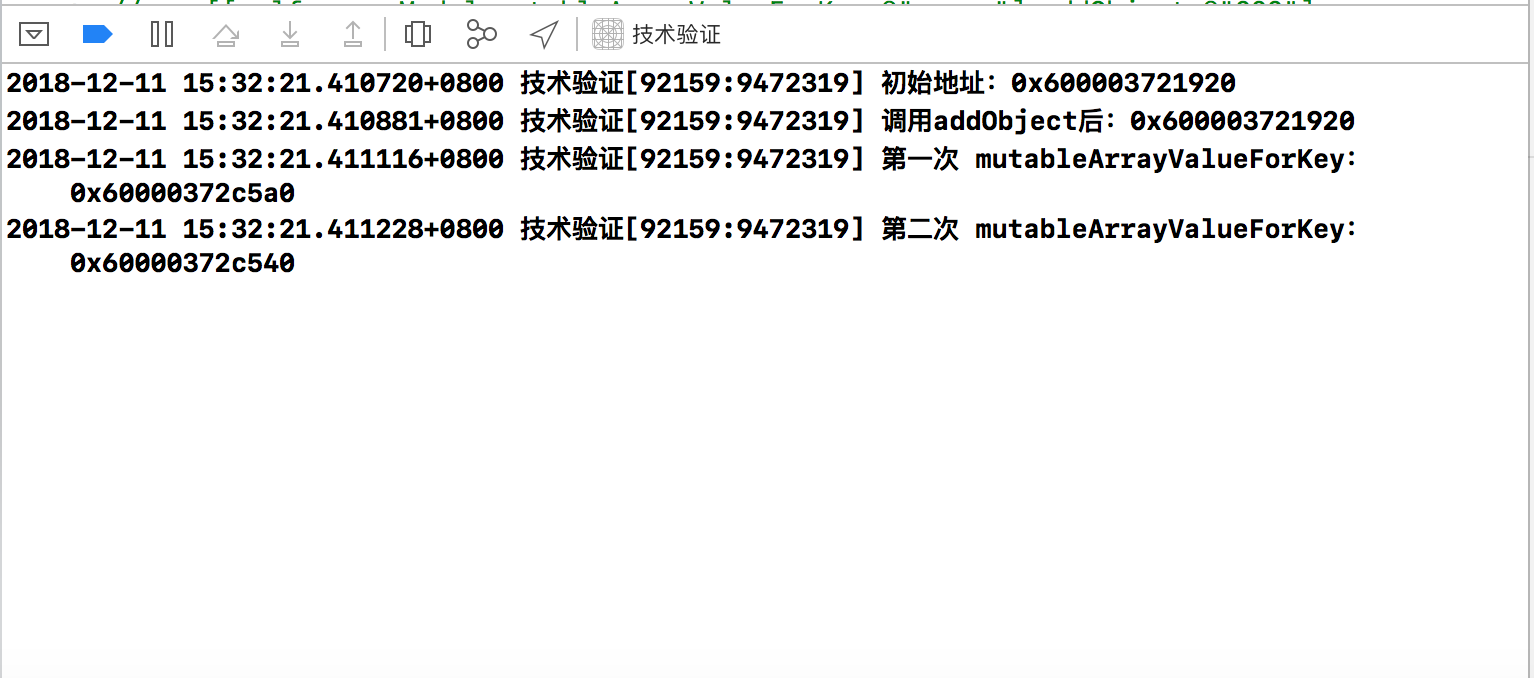 技术验证
2018-12-11 15:32:21.410720+0800 技术验证[92159:9472319] 初始地址：0x600003721920
2018-12-11 15:32:21.410881+0800 技术验证[92159:9472319] 调用addObject后：0x600003721920
2018-12-11 15:32:21.411116+0800 技术验证[92159:9472319] 第一次 mutableArrayValueForKey：
0x60000372c5a0
2018-12-11 15:32:21.411228+0800 技术验证[92159:9472319] 第二次 mutableArrayValueForKey：
0x60000372c540